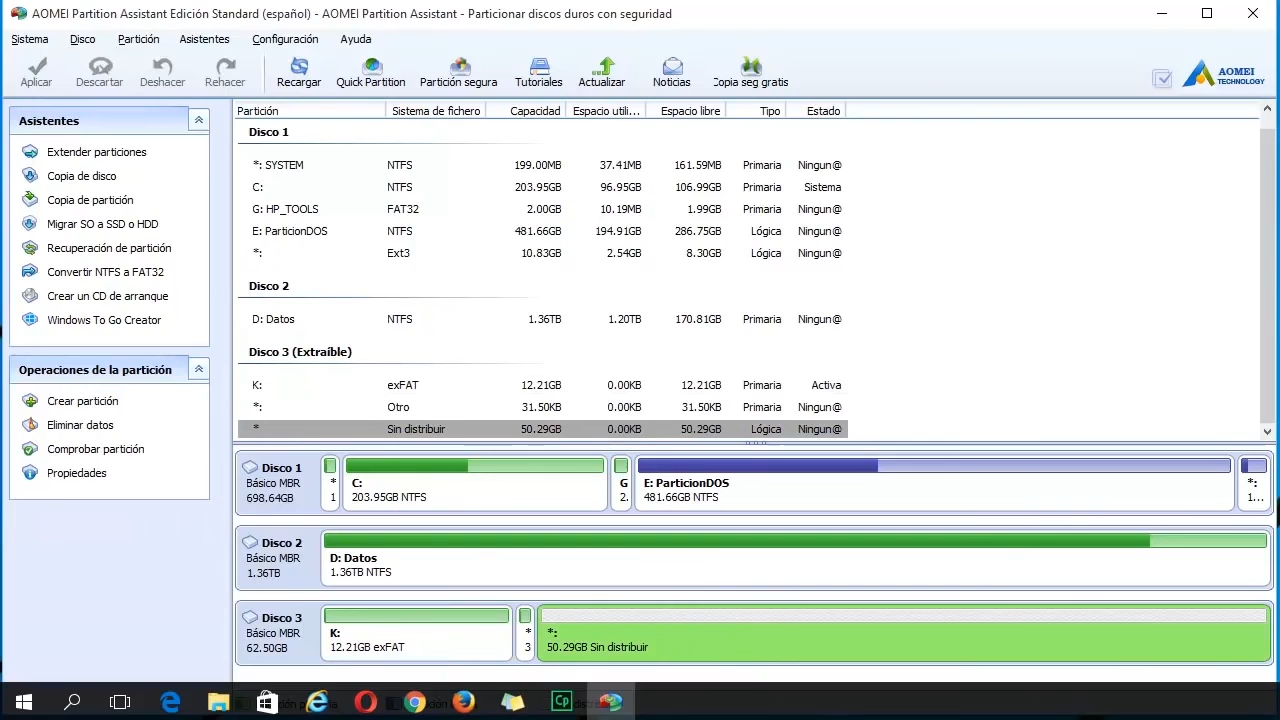 AOMEI Partition Assistant Edición Standard (español) - AOMEI Partition Assistant - Particionar discos duros con seguridad
Sistema Disco Partición Asistentes Configuración Ayuda
Aplicar Descartar Deshacer Rehacer Recargar Quick Partition Partición segura Tutoriales Actualizar Noticias Copia seg gratis
AOMEI
TECHNOLOGY
Asistentes
Extender particiones
Copia de disco
Copia de partición
Migrar SO a SSD o HDD
Recuperación de partición
Convertir NTFS a FAT32
Crear un CD de arranque
Windows To Go Creator
Operaciones de la partición
Crear partición
Eliminar datos
Comprobar partición
Propiedades
Partición Sistema de fichero Capacidad Espacio utili... Espacio libre Tipo Estado
Disco 1
*: SYSTEM NTFS 199.00MB 37.41MB 161.59MB Primaria Ningun@
C: NTFS 203.95GB 96.95GB 106.99GB Primaria Sistema
G: HP_TOOLS FAT32 2.00GB 10.19MB 1.99GB Primaria Ningun@
E: ParticionDOS NTFS 481.66GB 194.91GB 286.75GB Lógica Ningun@
*: Ext3 10.83GB 2.54GB 8.30GB Lógica Ningun@
Disco 2
D: Datos NTFS 1.36TB 1.20TB 170.81GB Primaria Ningun@
Disco 3 (Extraíble)
K: exFAT 12.21GB 0.00KB 12.21GB Primaria Activa
*: Otro 31.50KB 0.00KB 31.50KB Primaria Ningun@
* Sin distribuir 50.29GB 0.00KB 50.29GB Lógica Ningun@
Disco 1
Básico MBR
698.64GB
*
1
C:
203.95GB NTFS
G
2.
E: ParticionDOS
481.66GB NTFS
*:
1...
Disco 2
Básico MBR
1.36TB
D: Datos
1.36TB NTFS
Disco 3
Básico MBR
62.50GB
K:
12.21GB exFAT
*
3
*:
50.29GB Sin distribuir
Cp